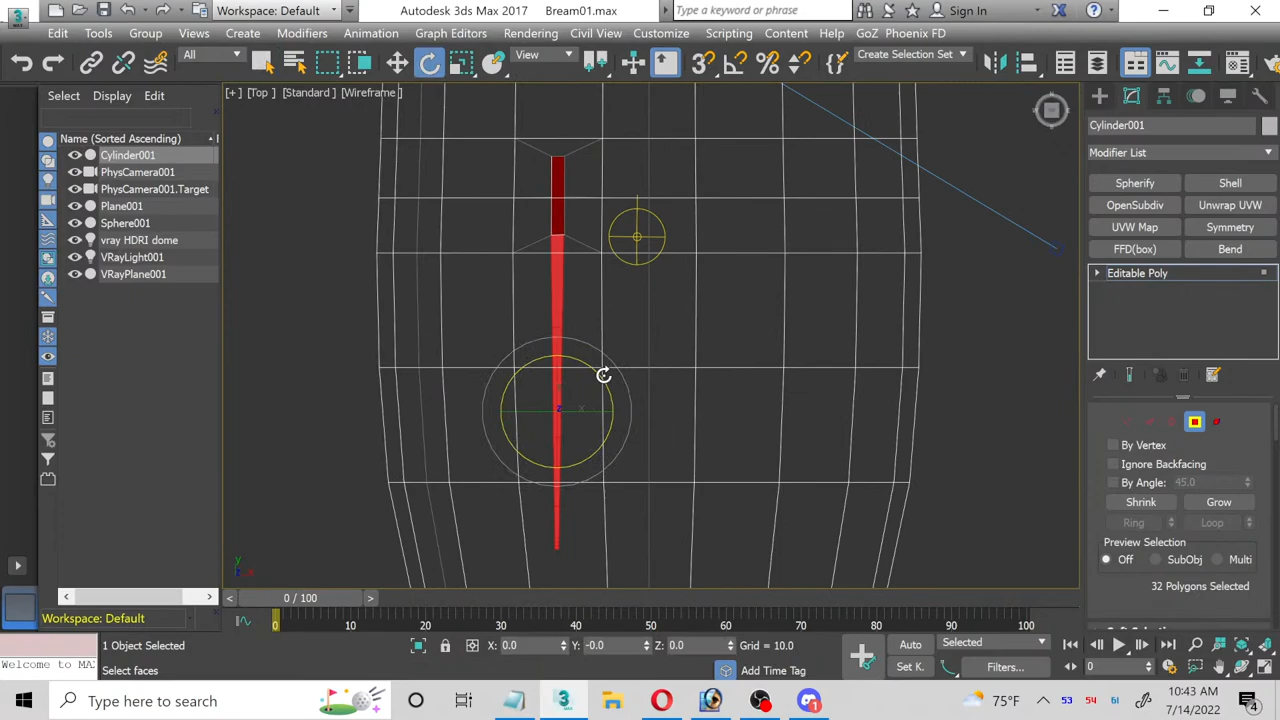 Workspace: Default
Autodesk 3ds Max 2017
Bream01.max
Type a keyword or phrase
Sign In
Edit
Tools
Group
Views
Create
Modifiers
Animation
Graph Editors
Rendering
Civil View
Customize
Scripting
Content
Help
GoZ
Phoenix FD
All
View
Create Selection Set
Select
Display
Edit
[+] [Top] [Standard] [Wireframe]
Name (Sorted Ascending)
Cylinder001
PhysCamera001
PhysCamera001.Target
Plane001
Sphere001
vray HDRI dome
VRayLight001
VRayPlane001
Cylinder001
Modifier List
Spherify
Shell
OpenSubdiv
Unwrap UVW
UVW Map
Symmetry
FFD(box)
Bend
Editable Poly
By Vertex
Ignore Backfacing
By Angle: 45.0
Shrink
Grow
Ring
Loop
Preview Selection
Off
SubObj
Multi
32 Polygons Selected
x
z
y
x
z
0 / 100
Workspace: Default
0 10 20 30 40 50 60 70 80 90 100
1 Object Selected
X: 0.0
Y: -0.0
Z: 0.0
Grid = 10.0
Auto
Selected
Welcome to MA
Select faces
Add Time Tag
Set K.
Filters...
0
Type here to search
75°F
53
54
61
10:43 AM
7/14/2022
4
1